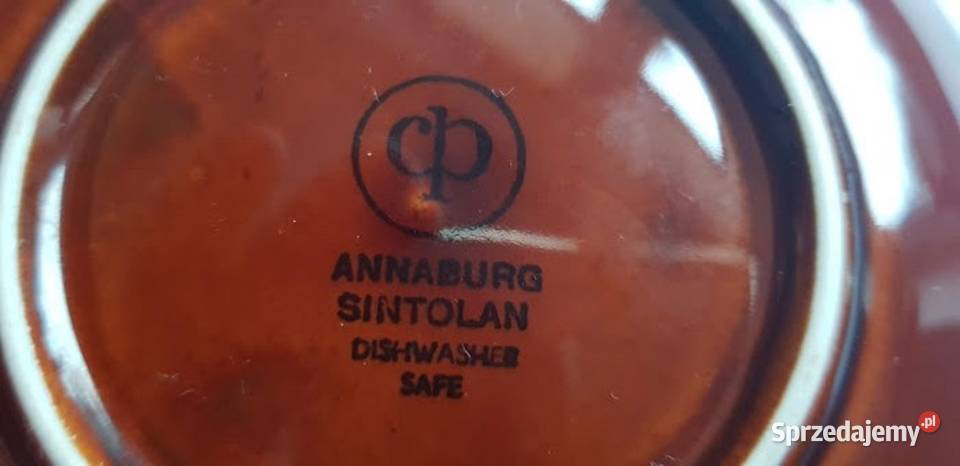 cp
ANNABURG
SINTOLAN
DISHWASHER
SAFE
Sprzedajemy.pl